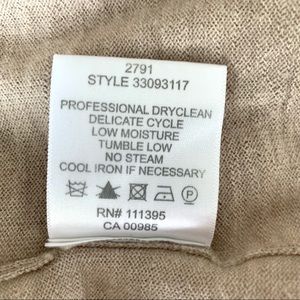 2791
STYLE 33093117
PROFESSIONAL DRYCLEAN
DELICATE CYCLE
LOW MOISTURE
TUMBLE LOW
NO STEAM
COOL IRON IF NECESSARY
P
RN# 111395
CA 00985